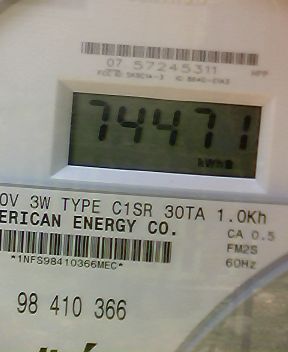 07 57245311
74471
kWhs
0V 3W TYPE C1SR 30TA 1.0Kh
ERICAN ENERGY CO.
CA 0.5
FM2S
60Hz
*1NFS98410366MEC*
98 410 366